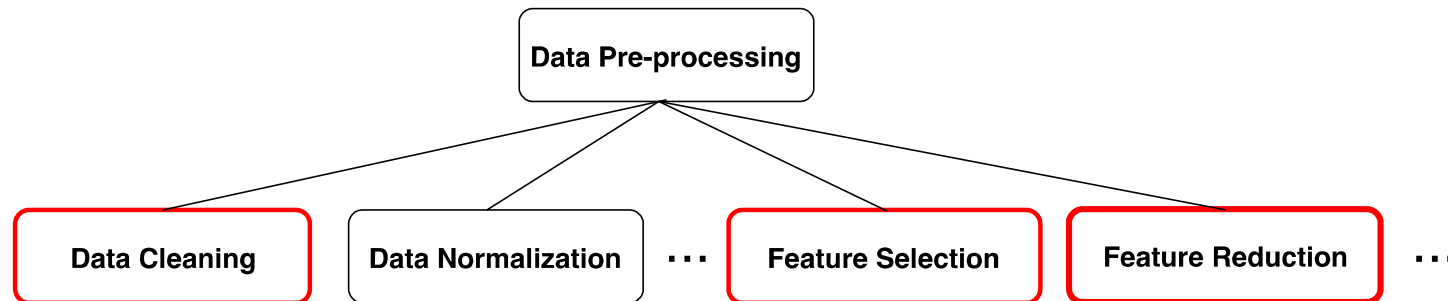 Data Pre-processing
Data Cleaning
Data Normalization
...
Feature Selection
Feature Reduction
...